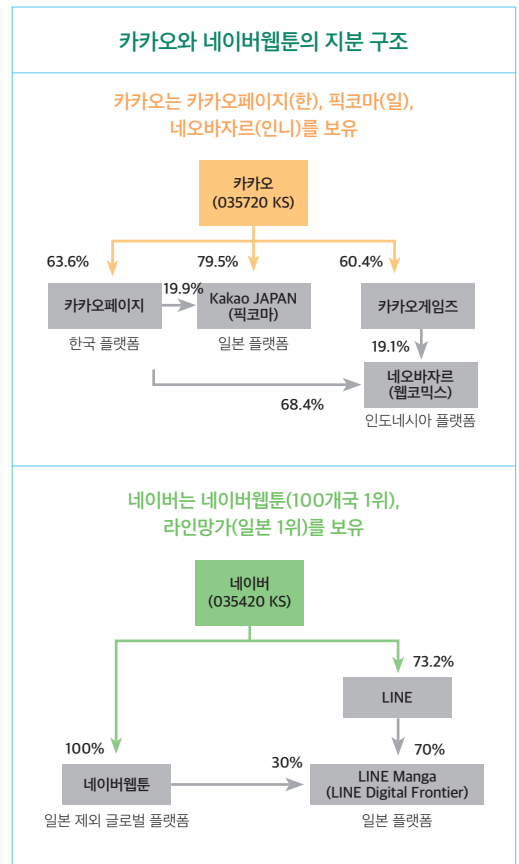 카카오와 네이버웹툰의 지분 구조
카카오는 카카오페이지(한), 픽코마(일),
네오바자르(인니)를 보유
카카오
(035720 KS)
63.6%
79.5%
60.4%
카카오페이지
19.9%
Kakao JAPAN
(픽코마)
카카오게임즈
한국 플랫폼
일본 플랫폼
19.1%
네오바자르
(웹코믹스)
68.4%
인도네시아 플랫폼
네이버는 네이버웹툰(100개국 1위),
라인망가(일본 1위)를 보유
네이버
(035420 KS)
73.2%
LINE
100%
70%
30%
네이버웹툰
LINE Manga
(LINE Digital Frontier)
일본 제외 글로벌 플랫폼
일본 플랫폼